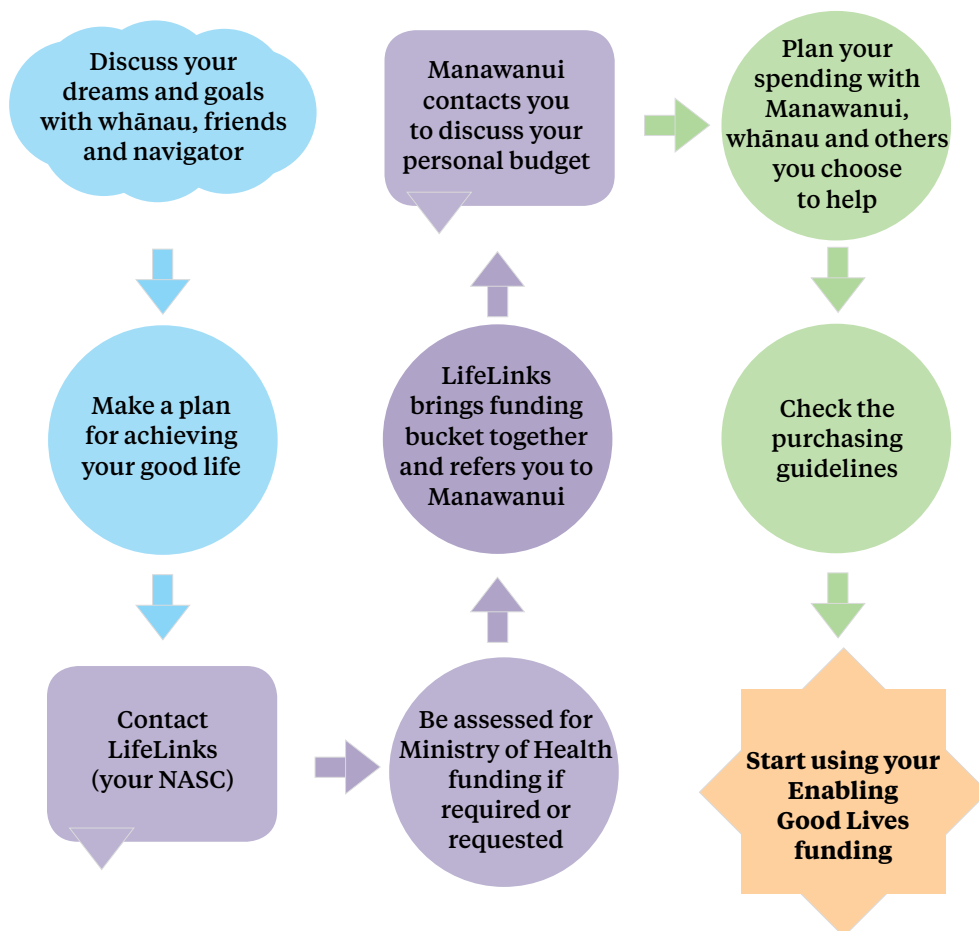 Discuss your
dreams and goals
with whānau, friends
and navigator
Make a plan
for achieving
your good life
Contact
LifeLinks
(your NASC)
Be assessed for
Ministry of Health
funding if
required or
requested
LifeLinks
brings funding
bucket together
and refers you to
Manawanui
Manawanui
contacts you
to discuss your
personal budget
Plan your
spending with
Manawanui,
whānau and others
you choose
to help
Check the
purchasing
guidelines
Start using your
Enabling
Good Lives
funding